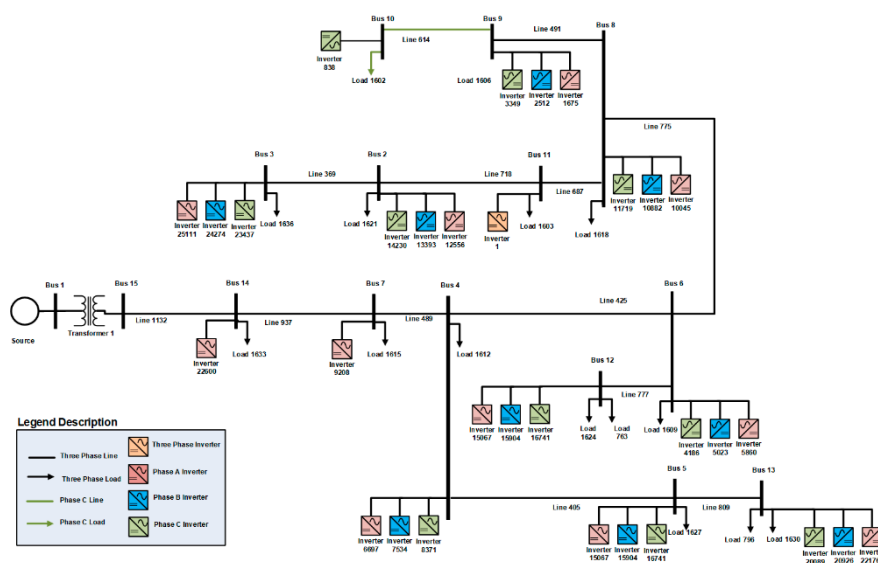 Bus 10
Bus 9
Bus 8
Line 614
Line 491
Inverter
838
Load 1602
Load 1606
Inverter
3349
Inverter
2512
Inverter
1675
Line 775
Bus 3
Bus 2
Bus 11
Line 369
Line 718
Line 687
Inverter
25111
Inverter
24274
Inverter
23437
Load 1636
Load 1621
Inverter
14230
Inverter
13393
Inverter
12556
Inverter
1
Load 1603
Load 1618
Inverter
11719
Inverter
10882
Inverter
10045
Bus 1
Bus 15
Bus 14
Bus 7
Bus 4
Bus 6
Source
Transformer 1
Line 1132
Line 937
Line 489
Line 425
Inverter
22600
Load 1633
Inverter
9208
Load 1615
Load 1612
Bus 12
Line 777
Inverter
15067
Inverter
15904
Inverter
16741
Load
1624
Load
763
Load 1609
Inverter
4186
Inverter
5023
Inverter
5860
Bus 5
Bus 13
Line 405
Line 809
Inverter
6697
Inverter
7534
Inverter
8371
Inverter
15067
Inverter
15904
Inverter
16741
Load 1627
Load 796
Load 1630
Inverter
20089
Inverter
20926
Inverter
22176
Legend Description
Three Phase Line
Three Phase Inverter
Three Phase Load
Phase A Inverter
Phase C Line
Phase B Inverter
Phase C Load
Phase C Inverter